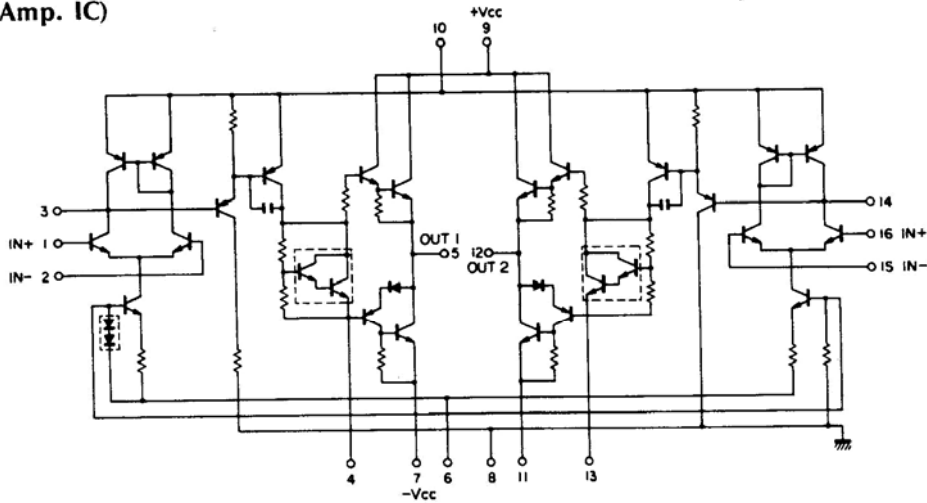 Amp. IC)
+Vcc
10 9
3 14
IN+ 1 OUT 1 16 IN+
5 12
IN- 2 OUT 2 15 IN-
4 7 6 8 11 13
-Vcc